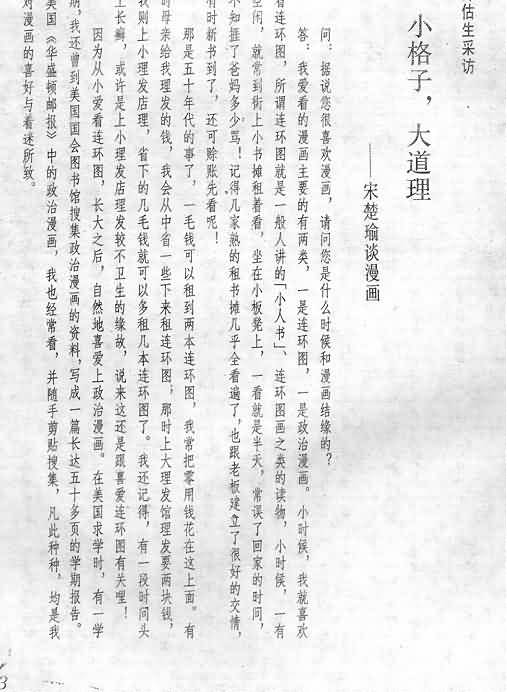 估生采访
小格子，大道理
——宋楚瑜谈漫画
问：据说您很喜欢漫画，请问您是什么时候和漫画结缘的？
答：我爱看的漫画主要的有两类，一是连环图，一是政治漫画。小时候，我就喜欢
看连环图，所谓连环图就是一般人讲的「小人书」、连环图画之类的读物，小时候，一有
空闲，就常到街上小书摊租着看，坐在小板凳上，一看就是半天，常误了回家的时间，
不知捱了爸妈多少骂！记得几家熟的租书摊几乎全看遍了，也跟老板建立了很好的交情，
有时新书到了，还可赊账先看呢！
那是五十年代的事了，一毛钱可以租到两本连环图，我常把零用钱花在这上面。有
时母亲给我理发的钱，我会从中省一些下来租连环图；那时上大理发馆理发要两块钱，
我则上小理发店理，省下的几毛钱就可以多租几本连环图了。我还记得，有一段时间头
上长癣，或许是上小理发店理发较不卫生的缘故，说来这还是跟喜爱连环图有关哩！
因为从小爱看连环图，长大之后，自然地喜爱上政治漫画。在美国求学时，有一学
期，我还曾到美国国会图书馆搜集政治漫画的资料，写成一篇长达五十多页的学期报告。
美国《华盛顿邮报》中的政治漫画，我也经常看，并随手剪贴搜集，凡此种种，均是我
对漫画的喜好与着迷所致。